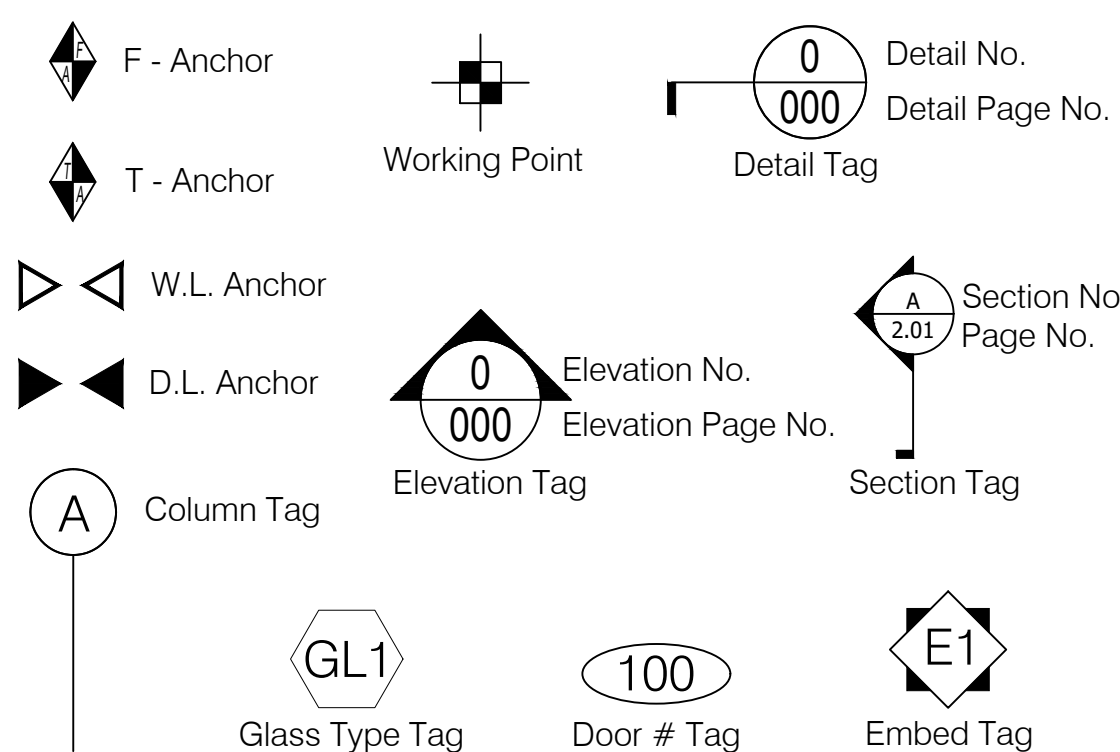 F
A
F - Anchor
T
A
T - Anchor
W.L. Anchor
D.L. Anchor
A
Column Tag
Working Point
0
000
Detail No.
Detail Page No.
Detail Tag
0
000
Elevation No.
Elevation Page No.
Elevation Tag
A
2.01
Section No
Page No.
Section Tag
GL1
Glass Type Tag
100
Door # Tag
E1
Embed Tag